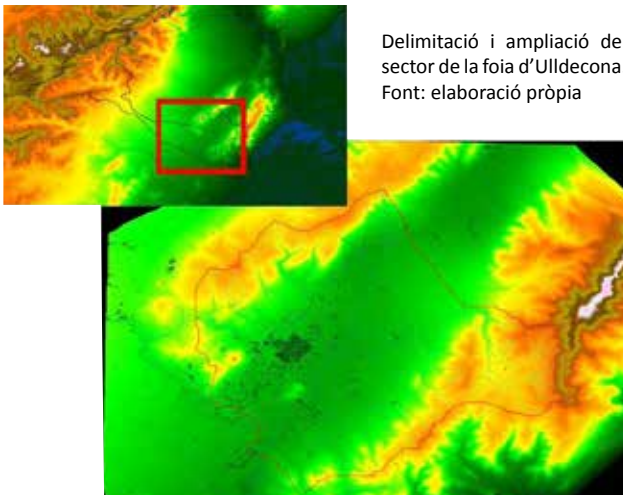 Delimitació i ampliació de
sector de la foia d’Ulldecona
Font: elaboració pròpia